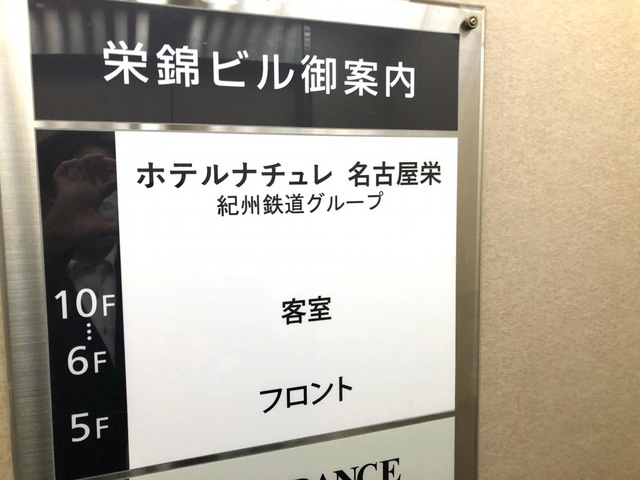 栄錦ビル御案内
ホテルナチュレ 名古屋栄
紀州鉄道グループ
10F
客室
6F
フロント
5F